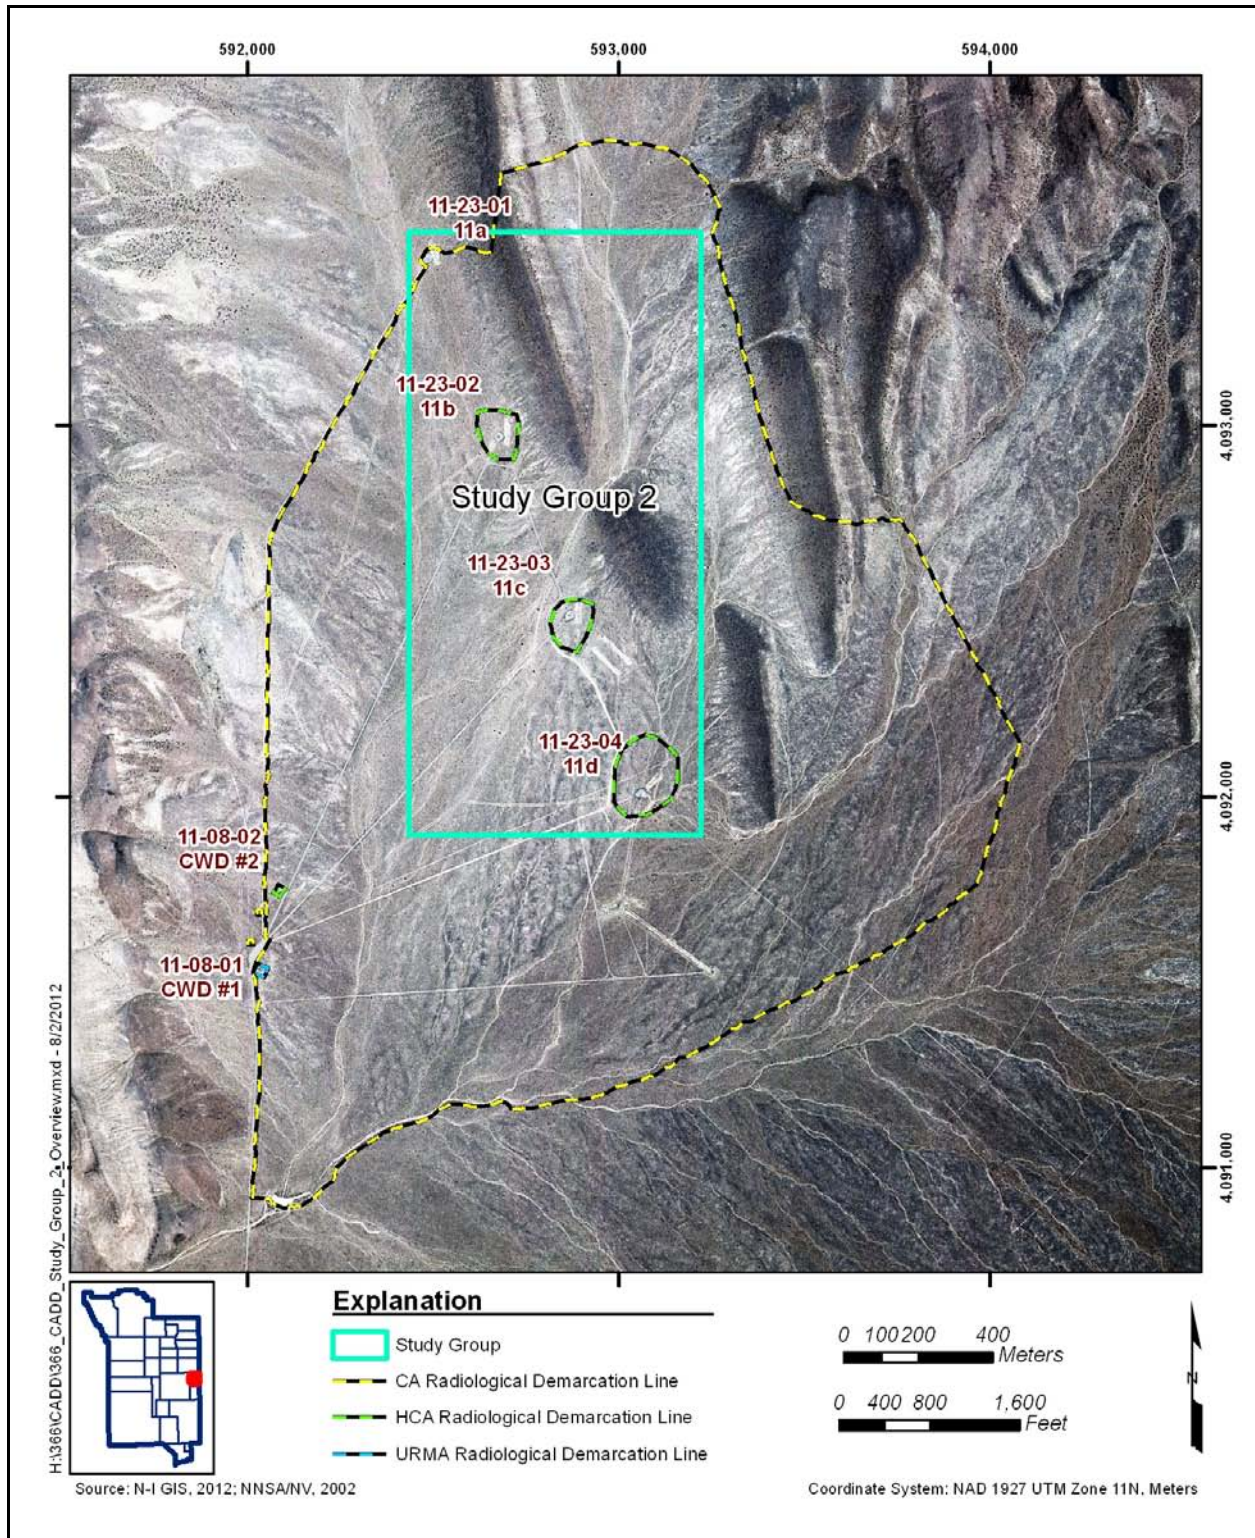 592,000
593,000
594,000
11-23-01
11a
11-23-02
11b
4,093,000
Study Group 2
11-23-03
11c
11-23-04
11d
4,092,000
11-08-02
CWD #2
11-08-01
CWD #1
4,091,000
H:\366\CADD\366_CADD_Study_Group_2_Overview.mxd - 8/2/2012
Explanation
Study Group
CA Radiological Demarcation Line
HCA Radiological Demarcation Line
URMA Radiological Demarcation Line
0 100 200 400
Meters
0 400 800 1,600
Feet
N
Source: N-I GIS, 2012; NNSA/NV, 2002
Coordinate System: NAD 1927 UTM Zone 11N, Meters